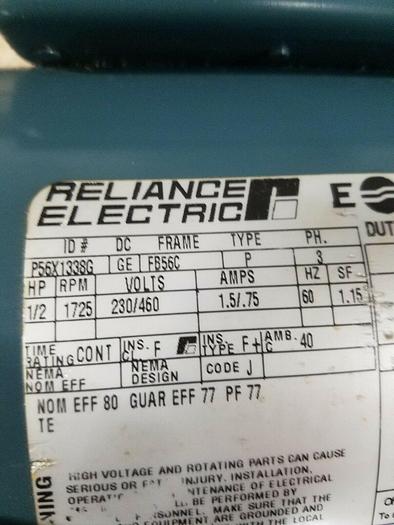 RELIANCE
ELECTRIC
E
ID # DC FRAME TYPE PH. DUT
P56X1338G GE FB56C P 3
HP RPM VOLTS AMPS HZ SF
1/2 1725 230/460 1.5/.75 60 1.15
TIME RATING CONT INS. CL. F INS. TYPE F+ AMB. 40
NEMA NOM EFF NEMA DESIGN CODE J
NOM EFF 80 GUAR EFF 77 PF 77
TE
HIGH VOLTAGE AND ROTATING PARTS CAN CAUSE
SERIOUS OR INJURY. INSTALLATION,
OF ELECTRICAL
BE PERFORMED BY
MAKE SURE THAT THE
EQUIPMENT ARE GROUNDED AND
THE LOCAL